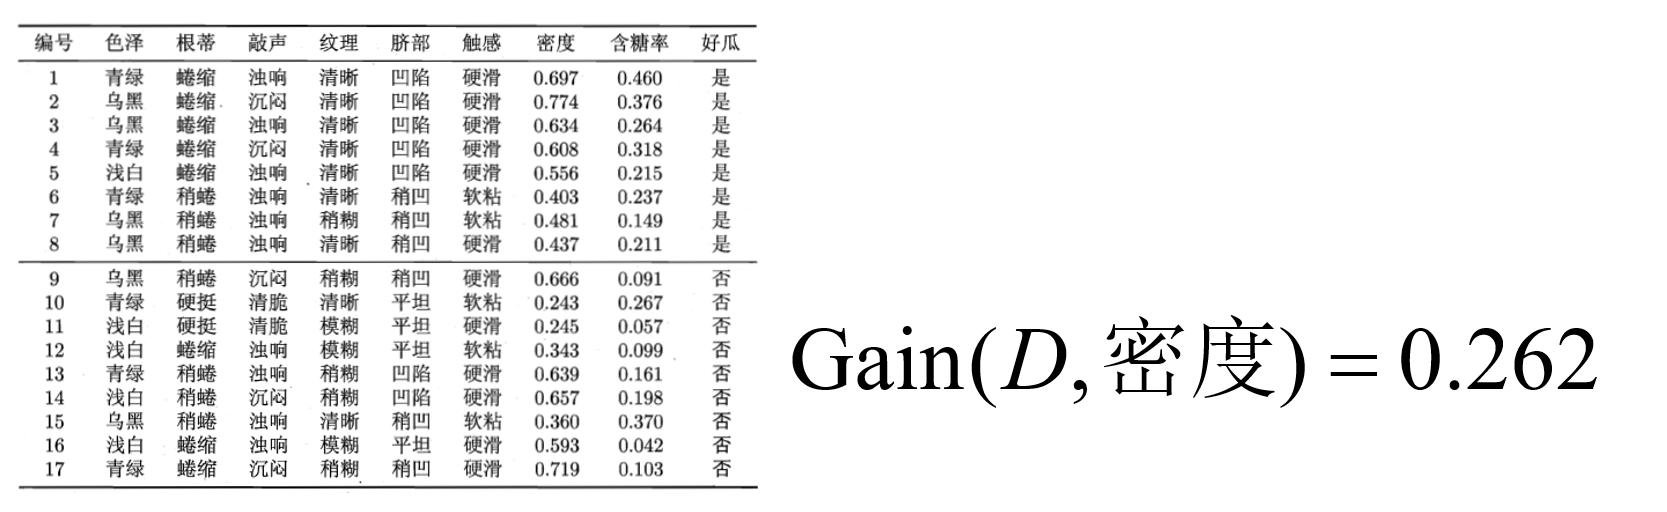 编号 色泽 根蒂 敲声 纹理 脐部 触感 密度 含糖率 好瓜
1 青绿 蜷缩 浊响 清晰 凹陷 硬滑 0.697 0.460 是
2 乌黑 蜷缩 沉闷 清晰 凹陷 硬滑 0.774 0.376 是
3 乌黑 蜷缩 浊响 清晰 凹陷 硬滑 0.634 0.264 是
4 青绿 蜷缩 沉闷 清晰 凹陷 硬滑 0.608 0.318 是
5 浅白 蜷缩 浊响 清晰 凹陷 硬滑 0.556 0.215 是
6 青绿 稍蜷 浊响 清晰 稍凹 软粘 0.403 0.237 是
7 乌黑 稍蜷 浊响 稍糊 稍凹 软粘 0.481 0.149 是
8 乌黑 稍蜷 浊响 清晰 稍凹 硬滑 0.437 0.211 是
9 乌黑 稍蜷 沉闷 稍糊 稍凹 硬滑 0.666 0.091 否
10 青绿 硬挺 清脆 清晰 平坦 软粘 0.243 0.267 否
11 浅白 硬挺 清脆 模糊 平坦 硬滑 0.245 0.057 否
12 浅白 蜷缩 浊响 模糊 平坦 软粘 0.343 0.099 否
13 青绿 稍蜷 浊响 稍糊 凹陷 硬滑 0.639 0.161 否
14 浅白 稍蜷 沉闷 稍糊 凹陷 硬滑 0.657 0.198 否
15 乌黑 稍蜷 浊响 清晰 稍凹 软粘 0.360 0.370 否
16 浅白 蜷缩 浊响 模糊 平坦 硬滑 0.593 0.042 否
17 青绿 蜷缩 沉闷 稍糊 稍凹 硬滑 0.719 0.103 否
Gain(D,密度) = 0.262